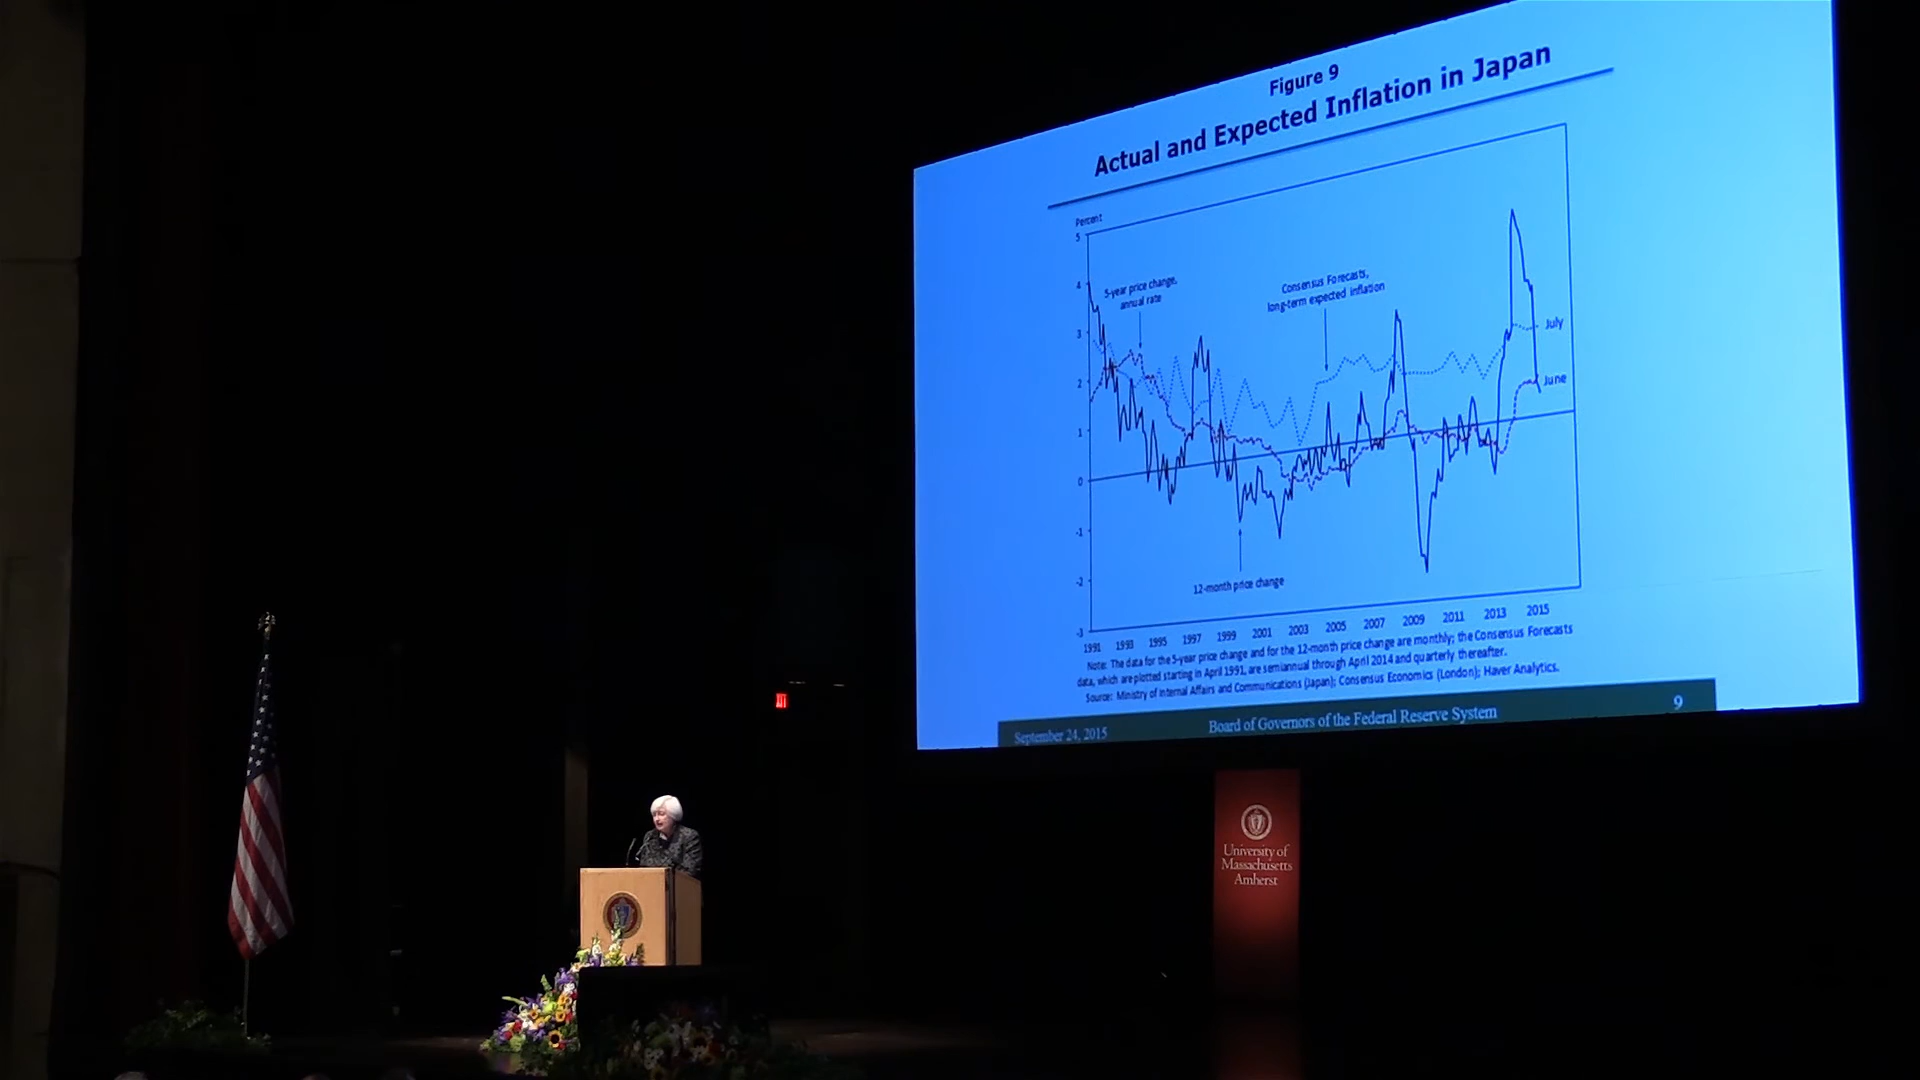 Figure 9
Actual and Expected Inflation in Japan
Percent
5
4
3
2
1
0
-1
-2
-3
5-year price change,
annual rate
Consensus Forecasts,
long-term expected inflation
July
June
12-month price change
1991 1993 1995 1997 1999 2001 2003 2005 2007 2009 2011 2013 2015
Note: The data for the 5-year price change and for the 12-month price change are monthly; the Consensus Forecasts
data, which are plotted starting in April 1991, are semiannual through April 2014 and quarterly thereafter.
Source: Ministry of Internal Affairs and Communications (Japan); Consensus Economics (London); Haver Analytics.
September 24, 2015 Board of Governors of the Federal Reserve System 9
University of
Massachusetts
Amherst